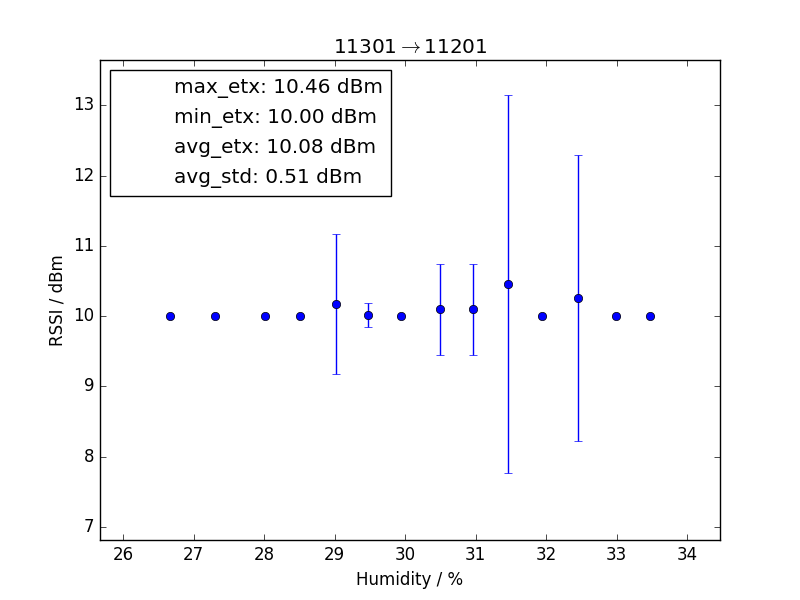 11301→11201
max_etx: 10.46 dBm
min_etx: 10.00 dBm
avg_etx: 10.08 dBm
avg_std: 0.51 dBm
13
12
11
10
9
8
7
RSSI / dBm
26 27 28 29 30 31 32 33 34
Humidity / %